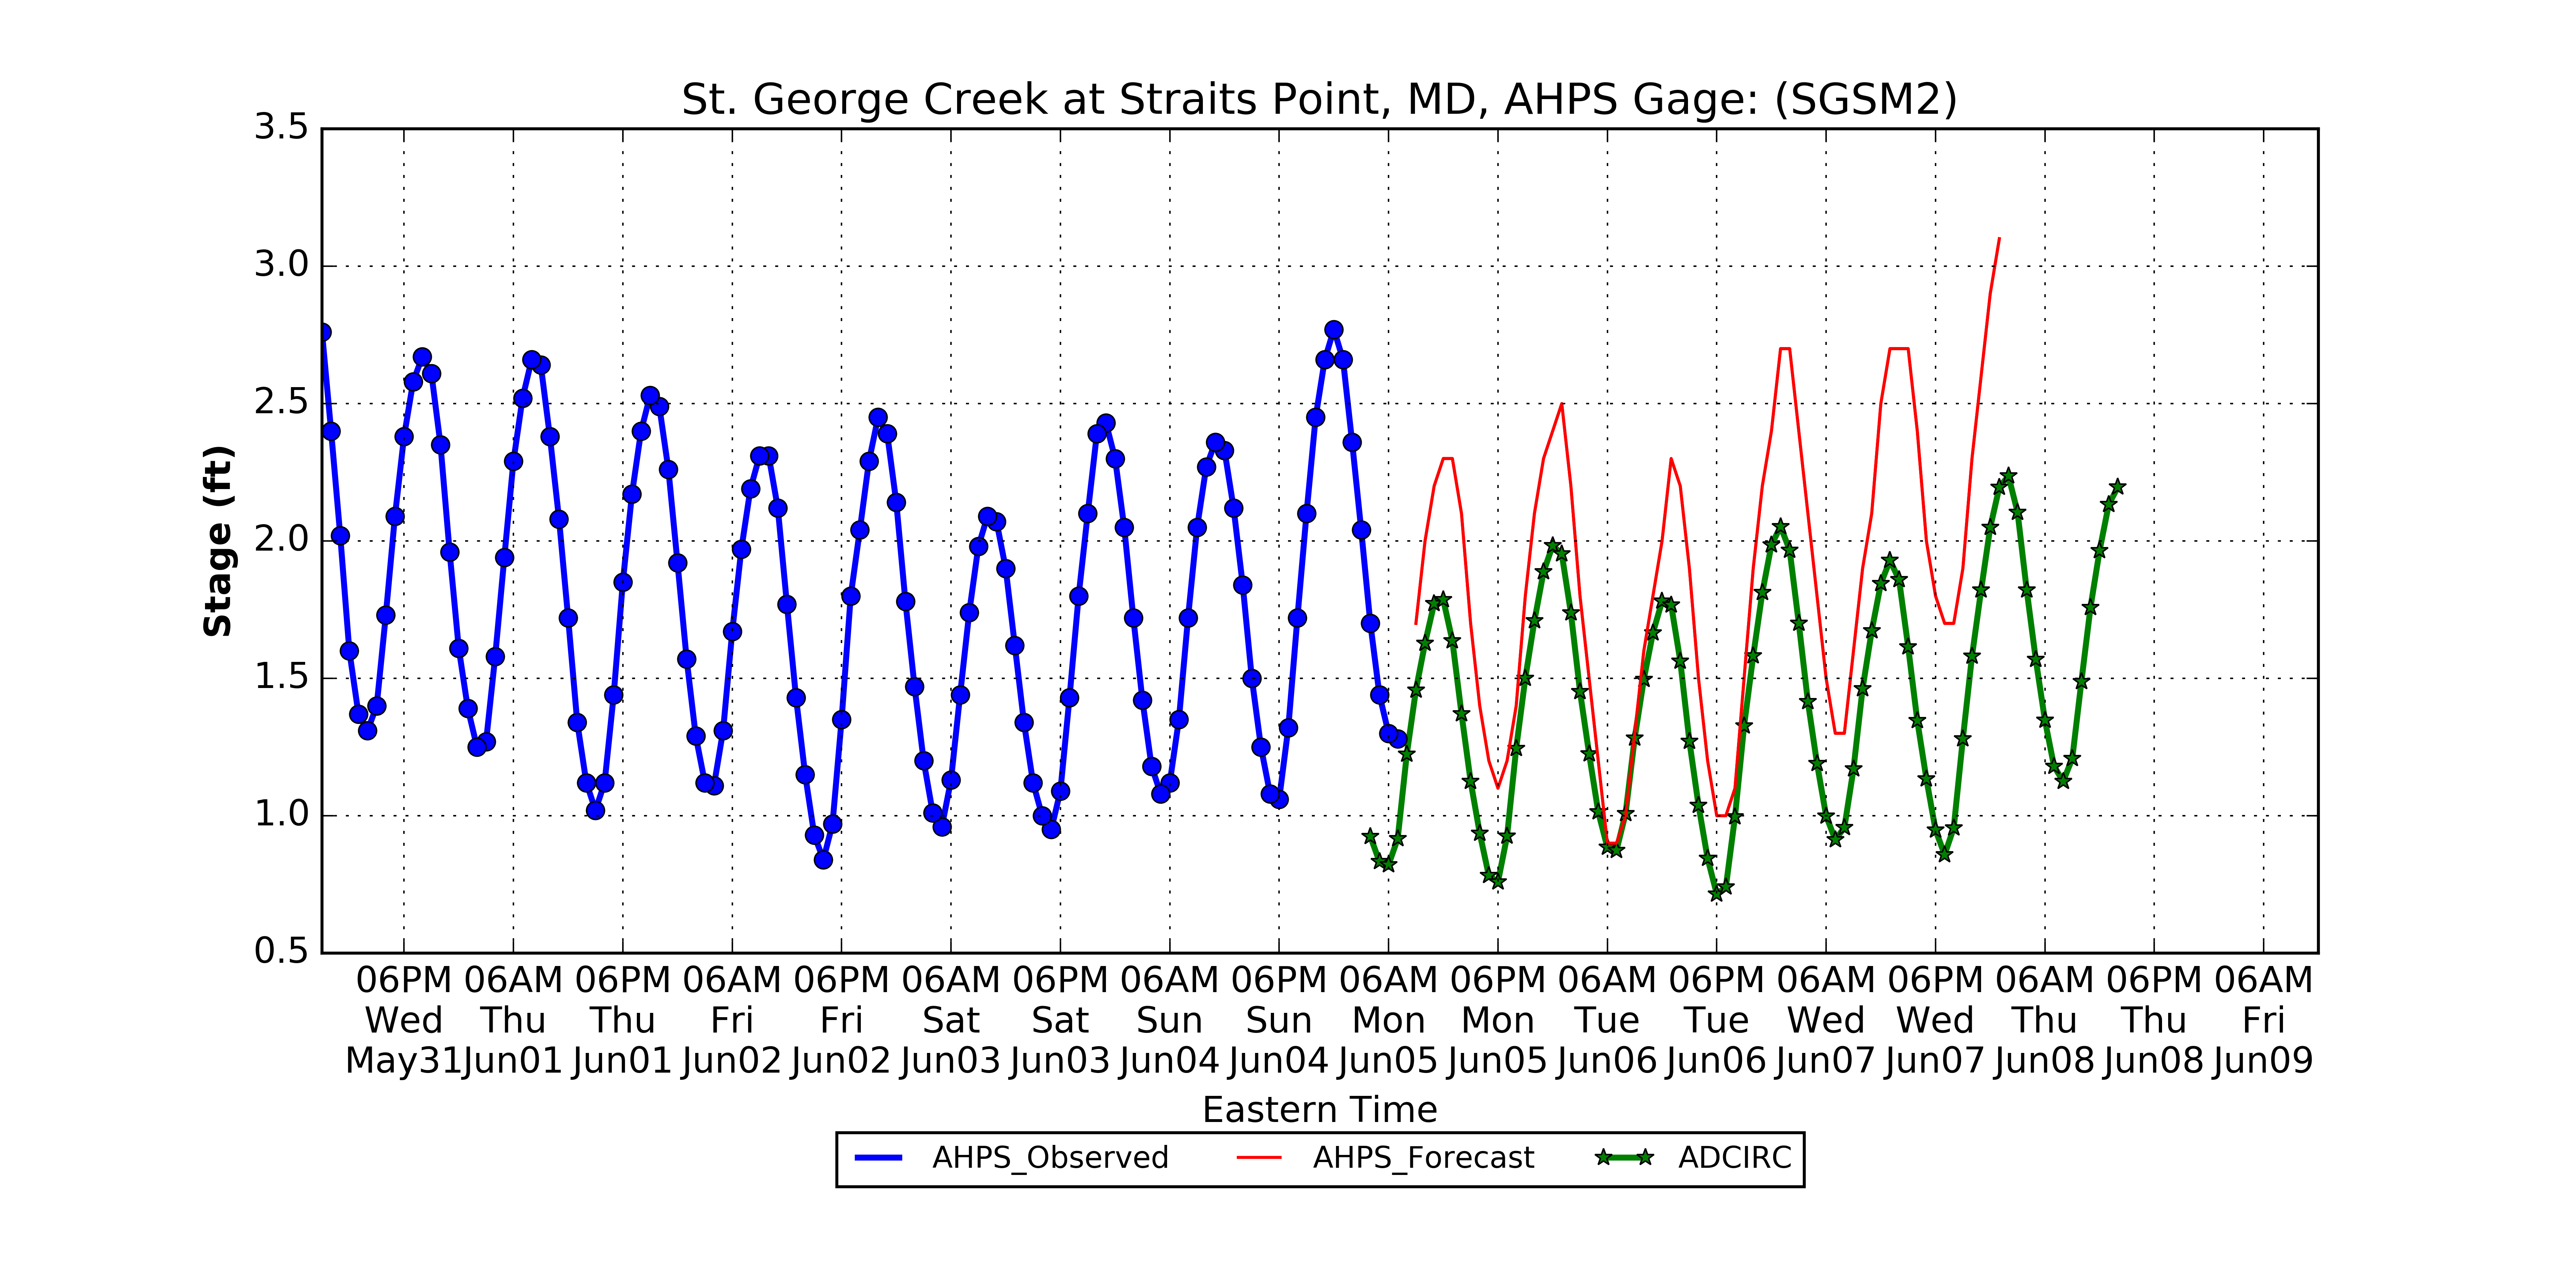 St. George Creek at Straits Point, MD, AHPS Gage: (SGSM2)
3.5
3.0
2.5
2.0
1.5
1.0
0.5
Stage (ft)
06PM 06AM 06PM 06AM 06PM 06AM 06PM 06AM 06PM 06AM 06PM 06AM 06PM 06AM 06PM 06AM 06PM 06AM
Wed Thu Thu Fri Fri Sat Sat Sun Sun Mon Mon Tue Tue Wed Wed Thu Thu Fri
May31 Jun01 Jun01 Jun02 Jun02 Jun03 Jun03 Jun04 Jun04 Jun05 Jun05 Jun06 Jun06 Jun07 Jun07 Jun08 Jun08 Jun09
Eastern Time
AHPS_Observed AHPS_Forecast ADCIRC